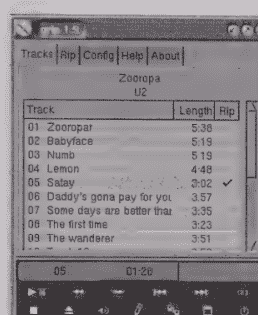 Tracks Rip Config Help About
Zooropa
U2
Track Length Rip
01 Zooropar 5:38
02 Babyface 5:19
03 Numb 5 19
04 Lemon 4:48
05 Satay 3:02
06 Daddy's gona pay for you 3.57
07 Some days are better than 3:35
08 The first time 3:23
09 The wanderer 3:51
05 01-28